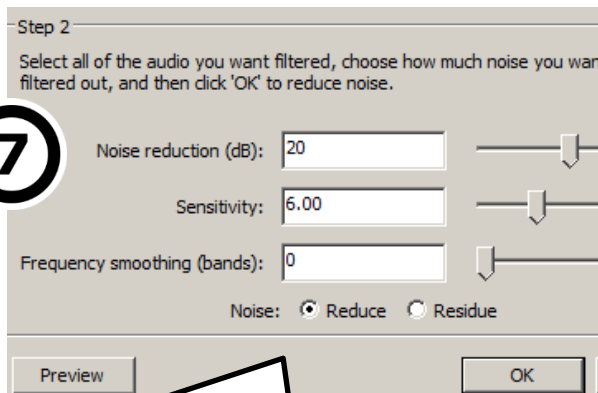 Step 2
Select all of the audio you want filtered, choose how much noise you wan
filtered out, and then click 'OK' to reduce noise.
7
Noise reduction (dB): 20
Sensitivity: 6.00
Frequency smoothing (bands): 0
Noise: Reduce Residue
Preview OK